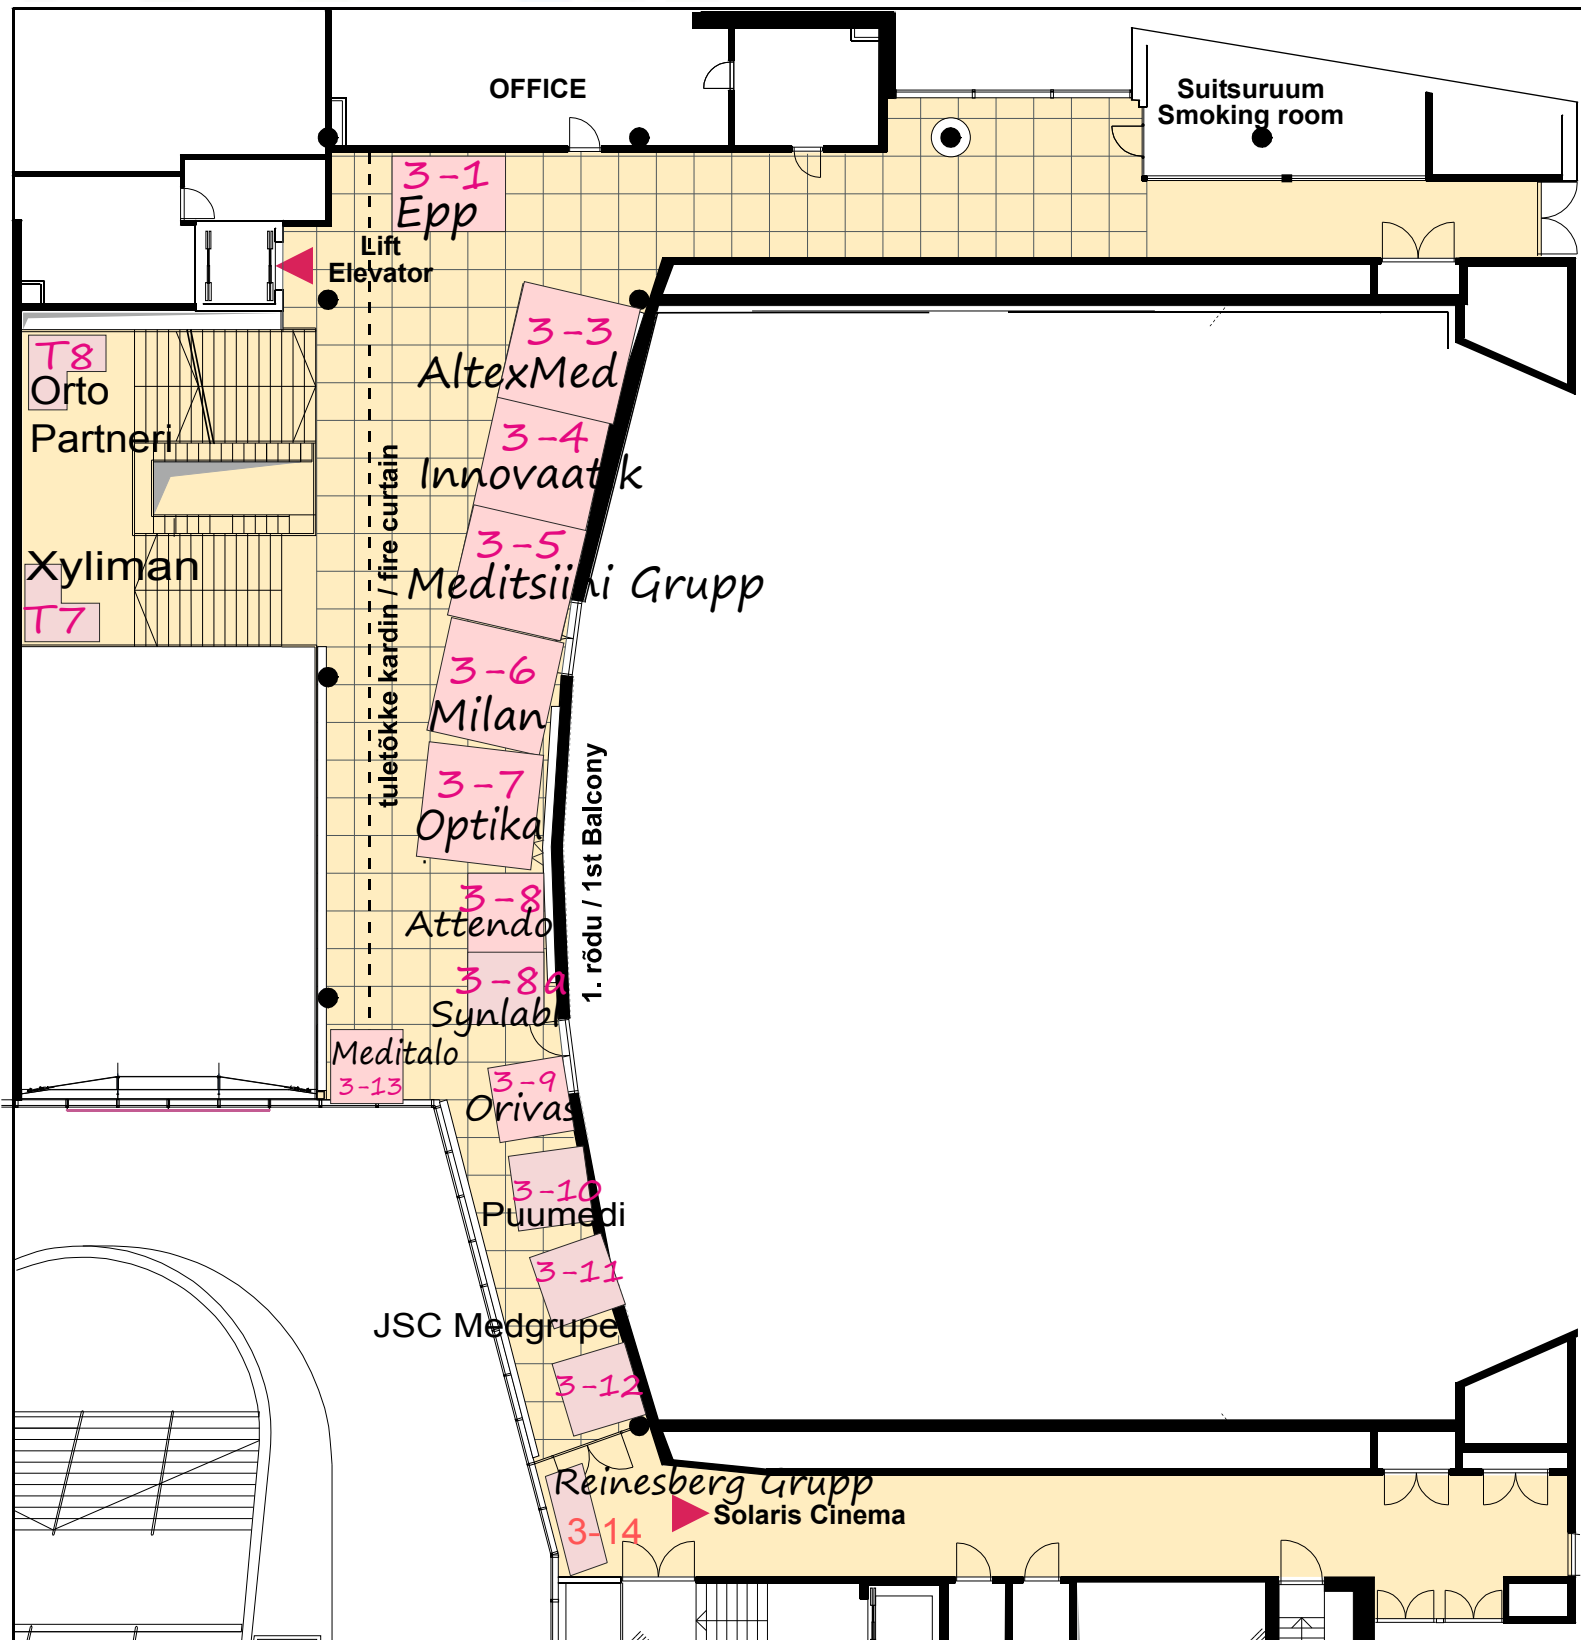 OFFICE
Suitsuruum
Smoking room
3-1
Epp
Lift
Elevator
3-3
AltexMed
T8
Orto
Partneri
3-4
Innovaatik
tuletõkke kardin / fire curtain
3-5
Meditsiini Grupp
Xyliman
T7
3-6
Milan
3-7
Optika
1. rõdu / 1st Balcony
3-8
Attendo
3-8a
Synlab
Meditalo
3-13
3-9
Orivas
3-10
Puumedi
3-11
JSC Medgrupe
3-12
Reinesberg Grupp
Solaris Cinema
3-14